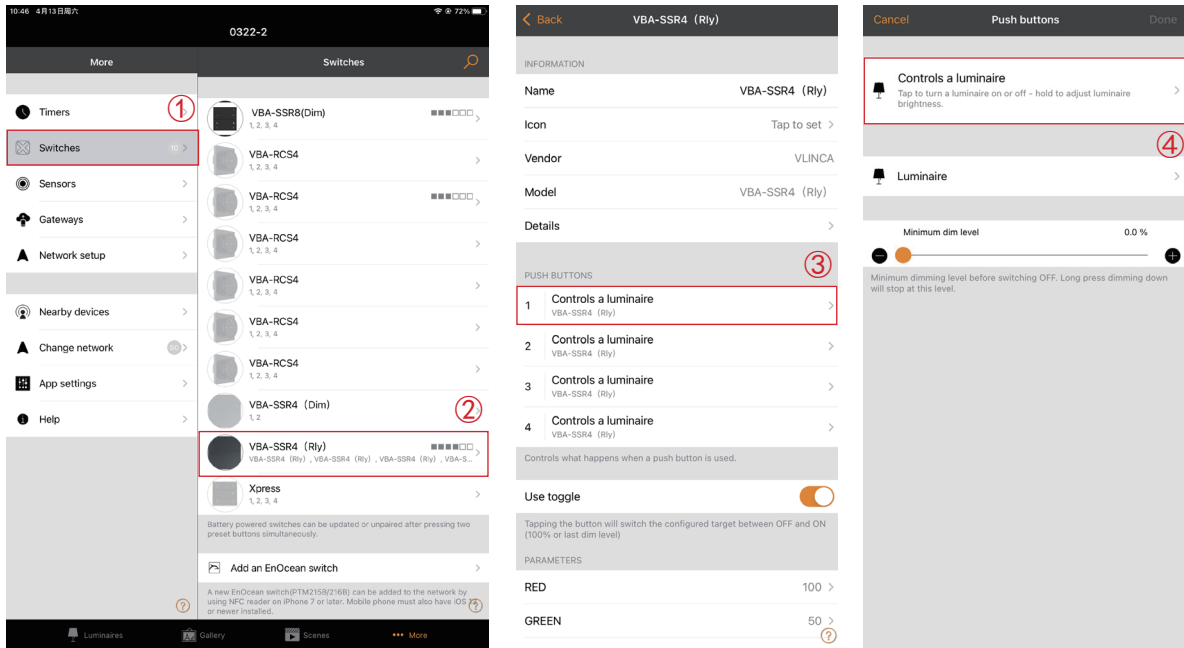 10:46 4月13日周六
72%
0322-2
More
Switches
Timers
①
Switches
10
Sensors
Gateways
Network setup
Nearby devices
Change network
50
App settings
Help
VBA-SSR8(Dim)
1, 2, 3, 4
VBA-RCS4
1, 2, 3, 4
VBA-RCS4
1, 2, 3, 4
VBA-RCS4
1, 2, 3, 4
VBA-RCS4
1, 2, 3, 4
VBA-RCS4
1, 2, 3, 4
VBA-RCS4
1, 2, 3, 4
VBA-SSR4（Dim）
1, 2
②
VBA-SSR4（Rly）
VBA-SSR4（Rly）, VBA-SSR4（Rly）, VBA-SSR4（Rly）, VBA-S...
Xpress
1, 2, 3, 4
Battery powered switches can be updated or unpaired after pressing two
preset buttons simultaneously.
Add an EnOcean switch
A new EnOcean switch(PTM215B/216B) can be added to the network by
using NFC reader on iPhone 7 or later. Mobile phone must also have iOS
or newer installed.
?
?
Luminaires
Gallery
Scenes
More
Back
VBA-SSR4（Rly）
INFORMATION
Name VBA-SSR4（Rly）
Icon Tap to set
Vendor VLINCA
Model VBA-SSR4（Rly）
Details
③
PUSH BUTTONS
1 Controls a luminaire
VBA-SSR4（Rly）
2 Controls a luminaire
VBA-SSR4（Rly）
3 Controls a luminaire
VBA-SSR4（Rly）
4 Controls a luminaire
VBA-SSR4（Rly）
Controls what happens when a push button is used.
Use toggle
Tapping the button will switch the configured target between OFF and ON
(100% or last dim level)
PARAMETERS
RED 100
GREEN 50
?
Cancel
Push buttons
Done
Controls a luminaire
Tap to turn a luminaire on or off - hold to adjust luminaire
brightness.
④
Luminaire
Minimum dim level 0.0 %
Minimum dimming level before switching OFF. Long press dimming down
will stop at this level.